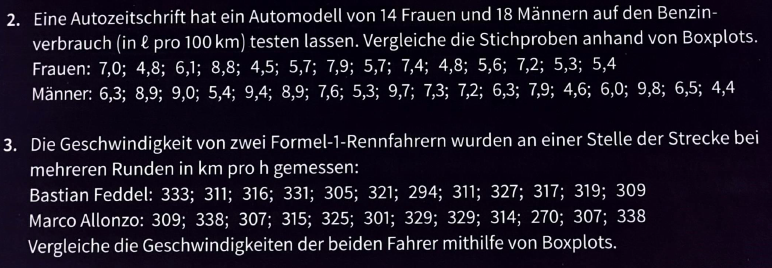 2. Eine Autozeitschrift hat ein Automodell von 14 Frauen und 18 Männern auf den Benzin-
verbrauch (in ℓ pro 100 km) testen lassen. Vergleiche die Stichproben anhand von Boxplots.
Frauen: 7,0; 4,8; 6,1; 8,8; 4,5; 5,7; 7,9; 5,7; 7,4; 4,8; 5,6; 7,2; 5,3; 5,4
Männer: 6,3; 8,9; 9,0; 5,4; 9,4; 8,9; 7,6; 5,3; 9,7; 7,3; 7,2; 6,3; 7,9; 4,6; 6,0; 9,8; 6,5; 4,4
3. Die Geschwindigkeit von zwei Formel-1-Rennfahrern wurden an einer Stelle der Strecke bei
mehreren Runden in km pro h gemessen:
Bastian Feddel: 333; 311; 316; 331; 305; 321; 294; 311; 327; 317; 319; 309
Marco Allonzo: 309; 338; 307; 315; 325; 301; 329; 329; 314; 270; 307; 338
Vergleiche die Geschwindigkeiten der beiden Fahrer mithilfe von Boxplots.